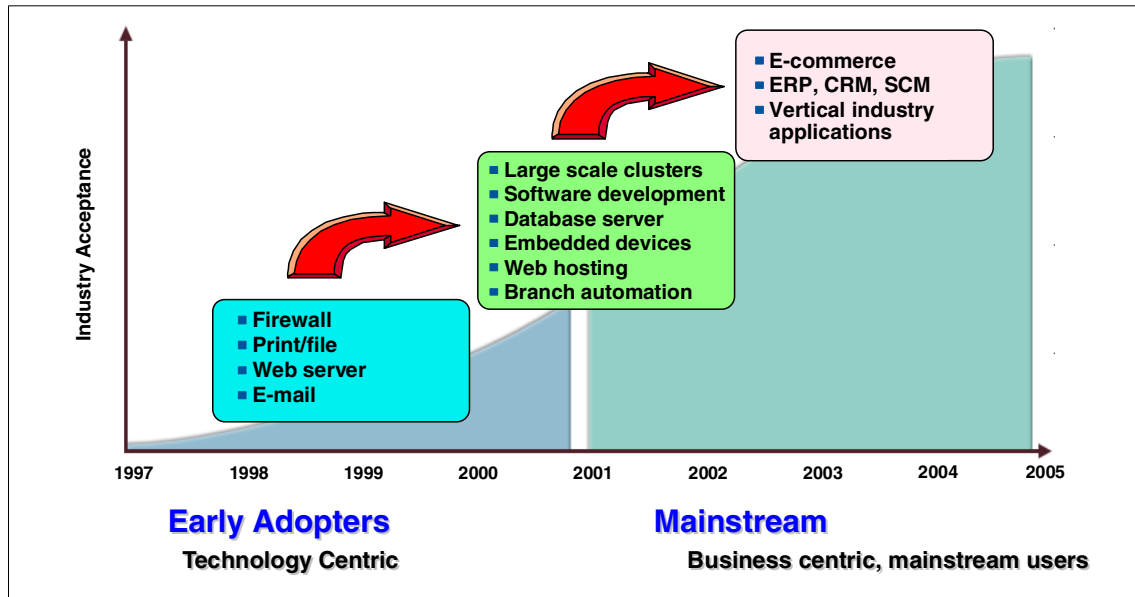 Industry Acceptance
■ E-commerce
■ ERP, CRM, SCM
■ Vertical industry
applications
■ Large scale clusters
■ Software development
■ Database server
■ Embedded devices
■ Web hosting
■ Branch automation
■ Firewall
■ Print/file
■ Web server
■ E-mail
1997 1998 1999 2000 2001 2002 2003 2004 2005
Early Adopters Mainstream
Technology Centric Business centric, mainstream users